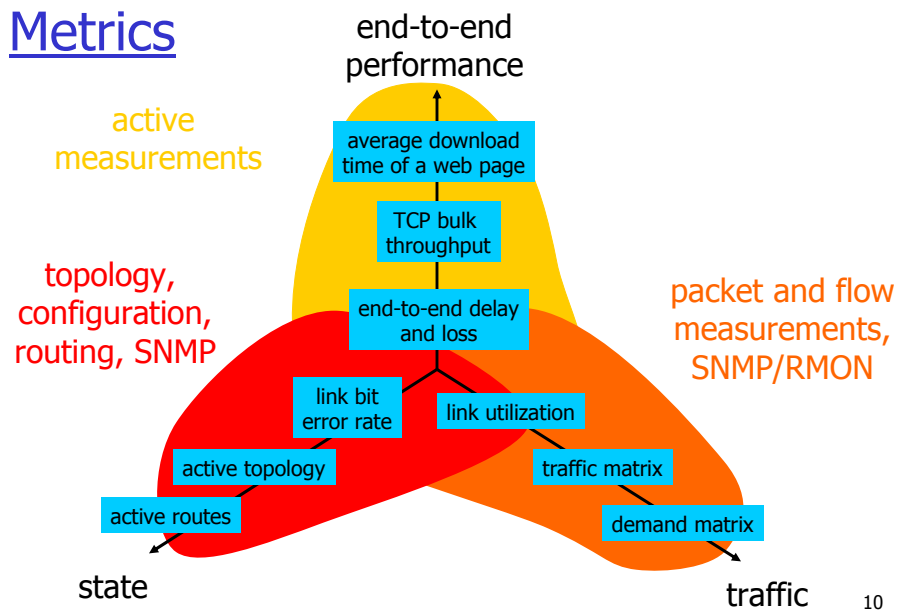 Metrics
end-to-end
performance
active
measurements
average download
time of a web page
TCP bulk
throughput
topology,
configuration,
routing, SNMP
end-to-end delay
and loss
packet and flow
measurements,
SNMP/RMON
link bit
error rate
link utilization
active topology
traffic matrix
active routes
demand matrix
state
traffic
10